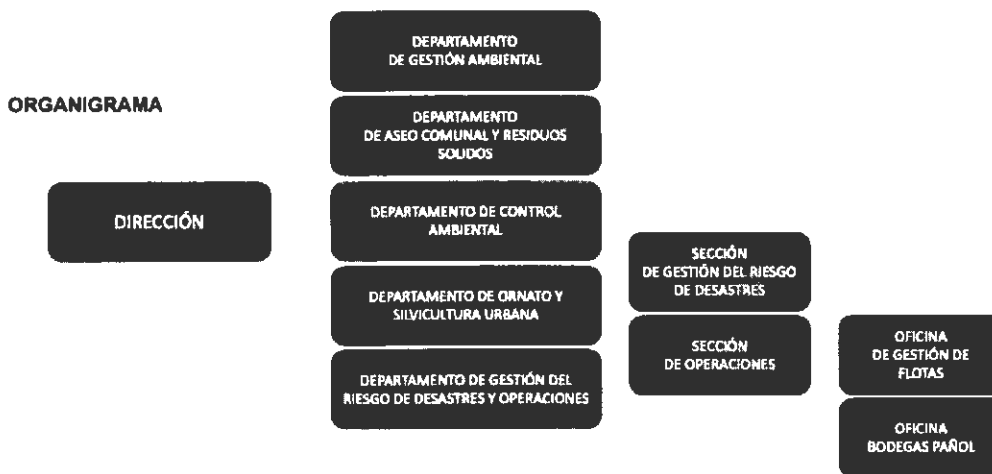 ORGANIGRAMA
DIRECCIÓN
DEPARTAMENTO
DE GESTIÓN AMBIENTAL
DEPARTAMENTO
DE ASEO COMUNAL Y RESIDUOS
SOLIDOS
DEPARTAMENTO DE CONTROL
AMBIENTAL
DEPARTAMENTO DE ORNATO Y
SILVICULTURA URBANA
DEPARTAMENTO DE GESTIÓN DEL
RIESGO DE DESASTRES Y OPERACIONES
SECCIÓN
DE GESTIÓN DEL RIESGO
DE DESASTRES
SECCIÓN
DE OPERACIONES
OFICINA
DE GESTIÓN DE
FLOTAS
OFICINA
BODEGAS PAÑOL